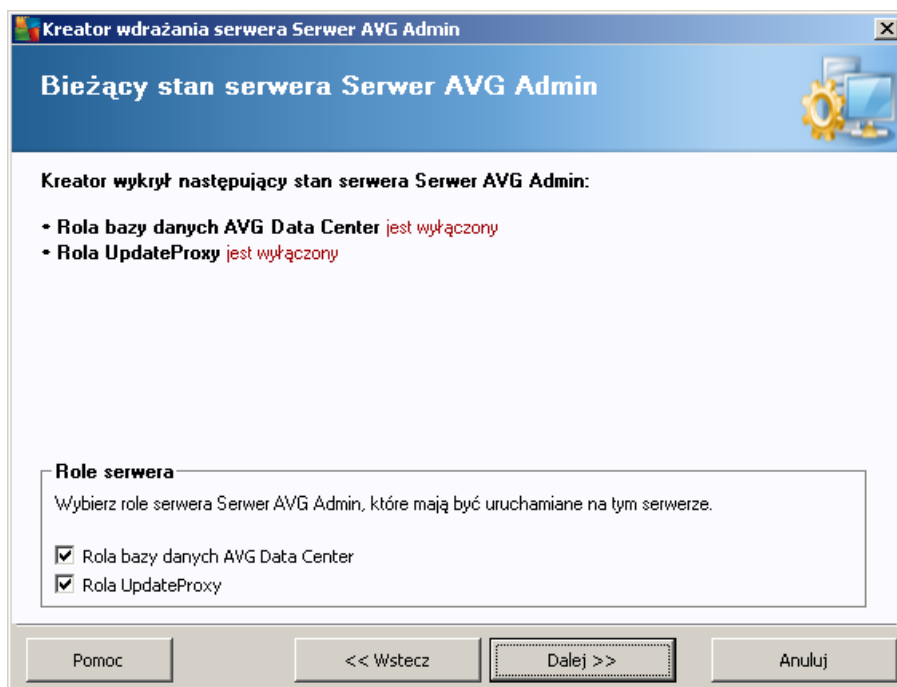 Kreator wdrażania serwera Serwer AVG Admin
Bieżący stan serwera Serwer AVG Admin
Kreator wykrył następujący stan serwera Serwer AVG Admin:
• Rola bazy danych AVG Data Center jest wyłączony
• Rola UpdateProxy jest wyłączony
Role serwera
Wybierz role serwera Serwer AVG Admin, które mają być uruchamiane na tym serwerze.
Rola bazy danych AVG Data Center
Rola UpdateProxy
Pomoc
<< Wstecz
Dalej >>
Anuluj